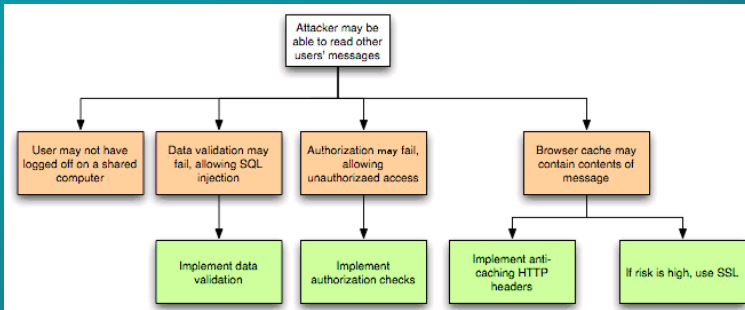 Attacker may be
able to read other
users' messages
User may not have
logged off on a shared
computer
Data validation may
fail, allowing SQL
injection
Authorization may fail,
allowing
unauthorizaed access
Browser cache may
contain contents of
message
Implement data
validation
Implement
authorization checks
Implement anti-
caching HTTP
headers
If risk is high, use SSL